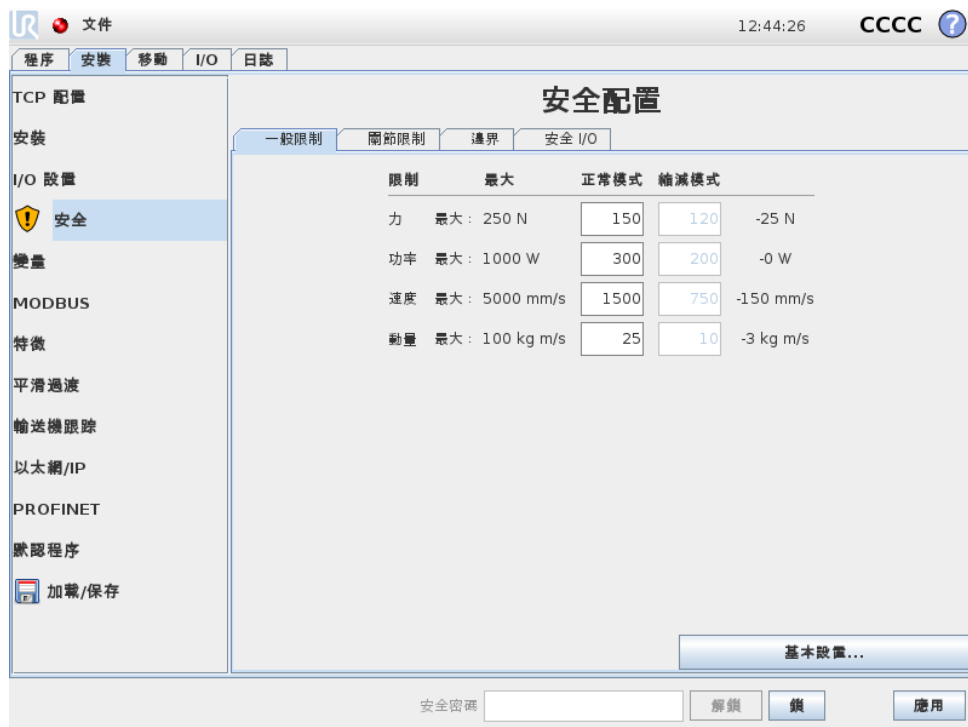 UR 文件 12:44:26 CCCC ?
程序 安裝 移動 I/O 日誌
TCP 配置
安裝
I/O 設置
安全
變量
MODBUS
特徵
平滑過渡
輸送機跟踪
以太網/IP
PROFINET
默認程序
加載/保存
安全配置
一般限制 關節限制 邊界 安全 I/O
限制 最大 正常模式 縮減模式
力 最大： 250 N 150 120 -25 N
功率 最大： 1000 W 300 200 -0 W
速度 最大： 5000 mm/s 1500 750 -150 mm/s
動量 最大： 100 kg m/s 25 10 -3 kg m/s
基本設置...
安全密碼 解鎖 鎖 應用